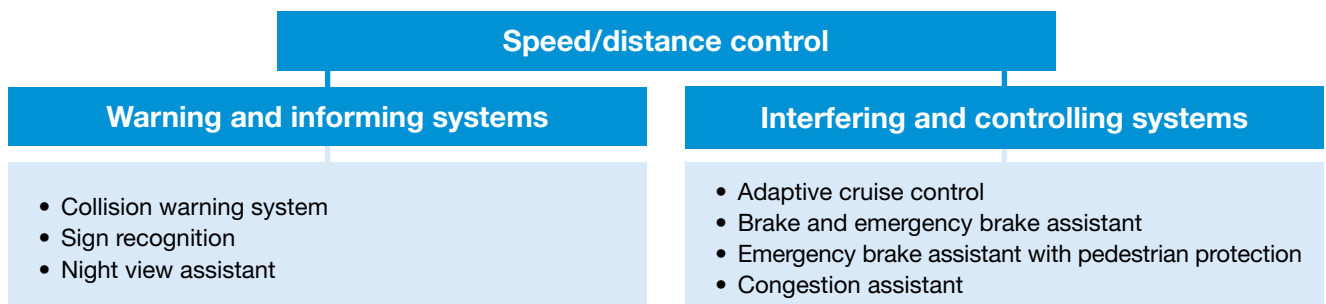 Speed/distance control
Warning and informing systems
• Collision warning system
• Sign recognition
• Night view assistant
Interfering and controlling systems
• Adaptive cruise control
• Brake and emergency brake assistant
• Emergency brake assistant with pedestrian protection
• Congestion assistant